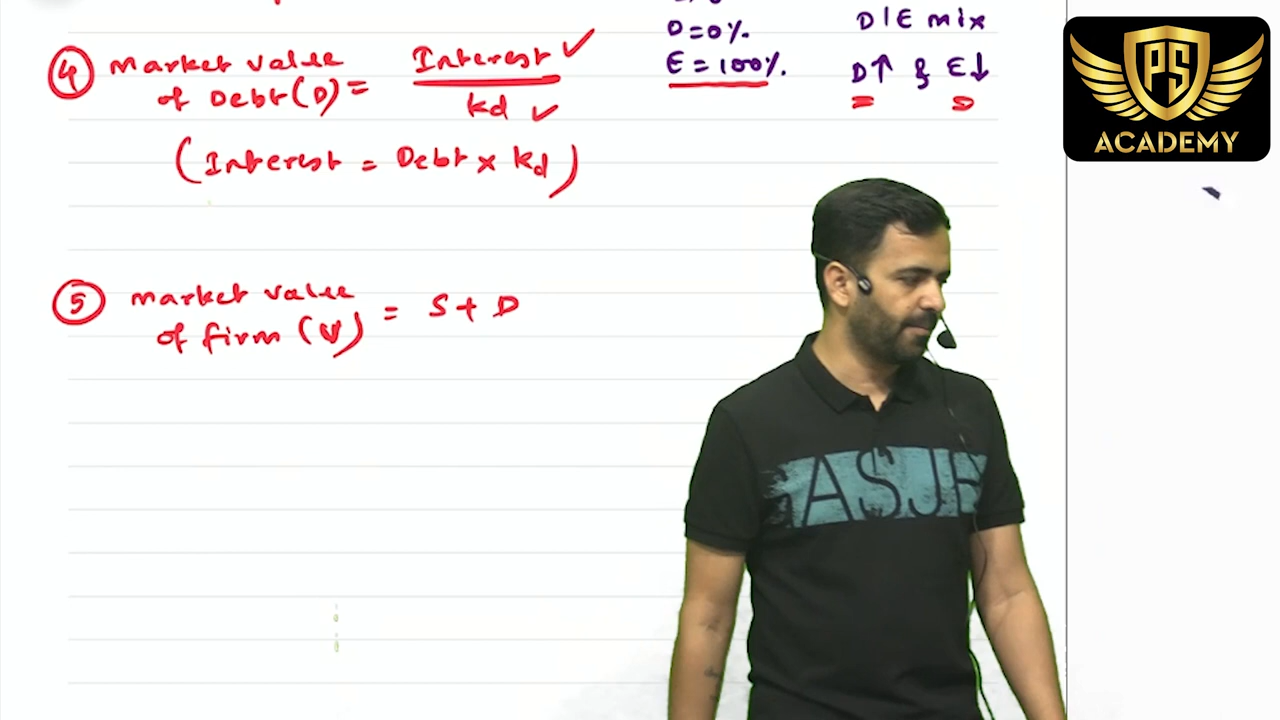 ④ Market value
of Debt (D) = Interest ✓
Kd ✓
(Interest = Debt × Kd)
⑤ Market value
of firm (V) = S + D
D = 0%
E = 100%.
D/E mix
D↑ & E↓
PS
ACADEMY
ASJE